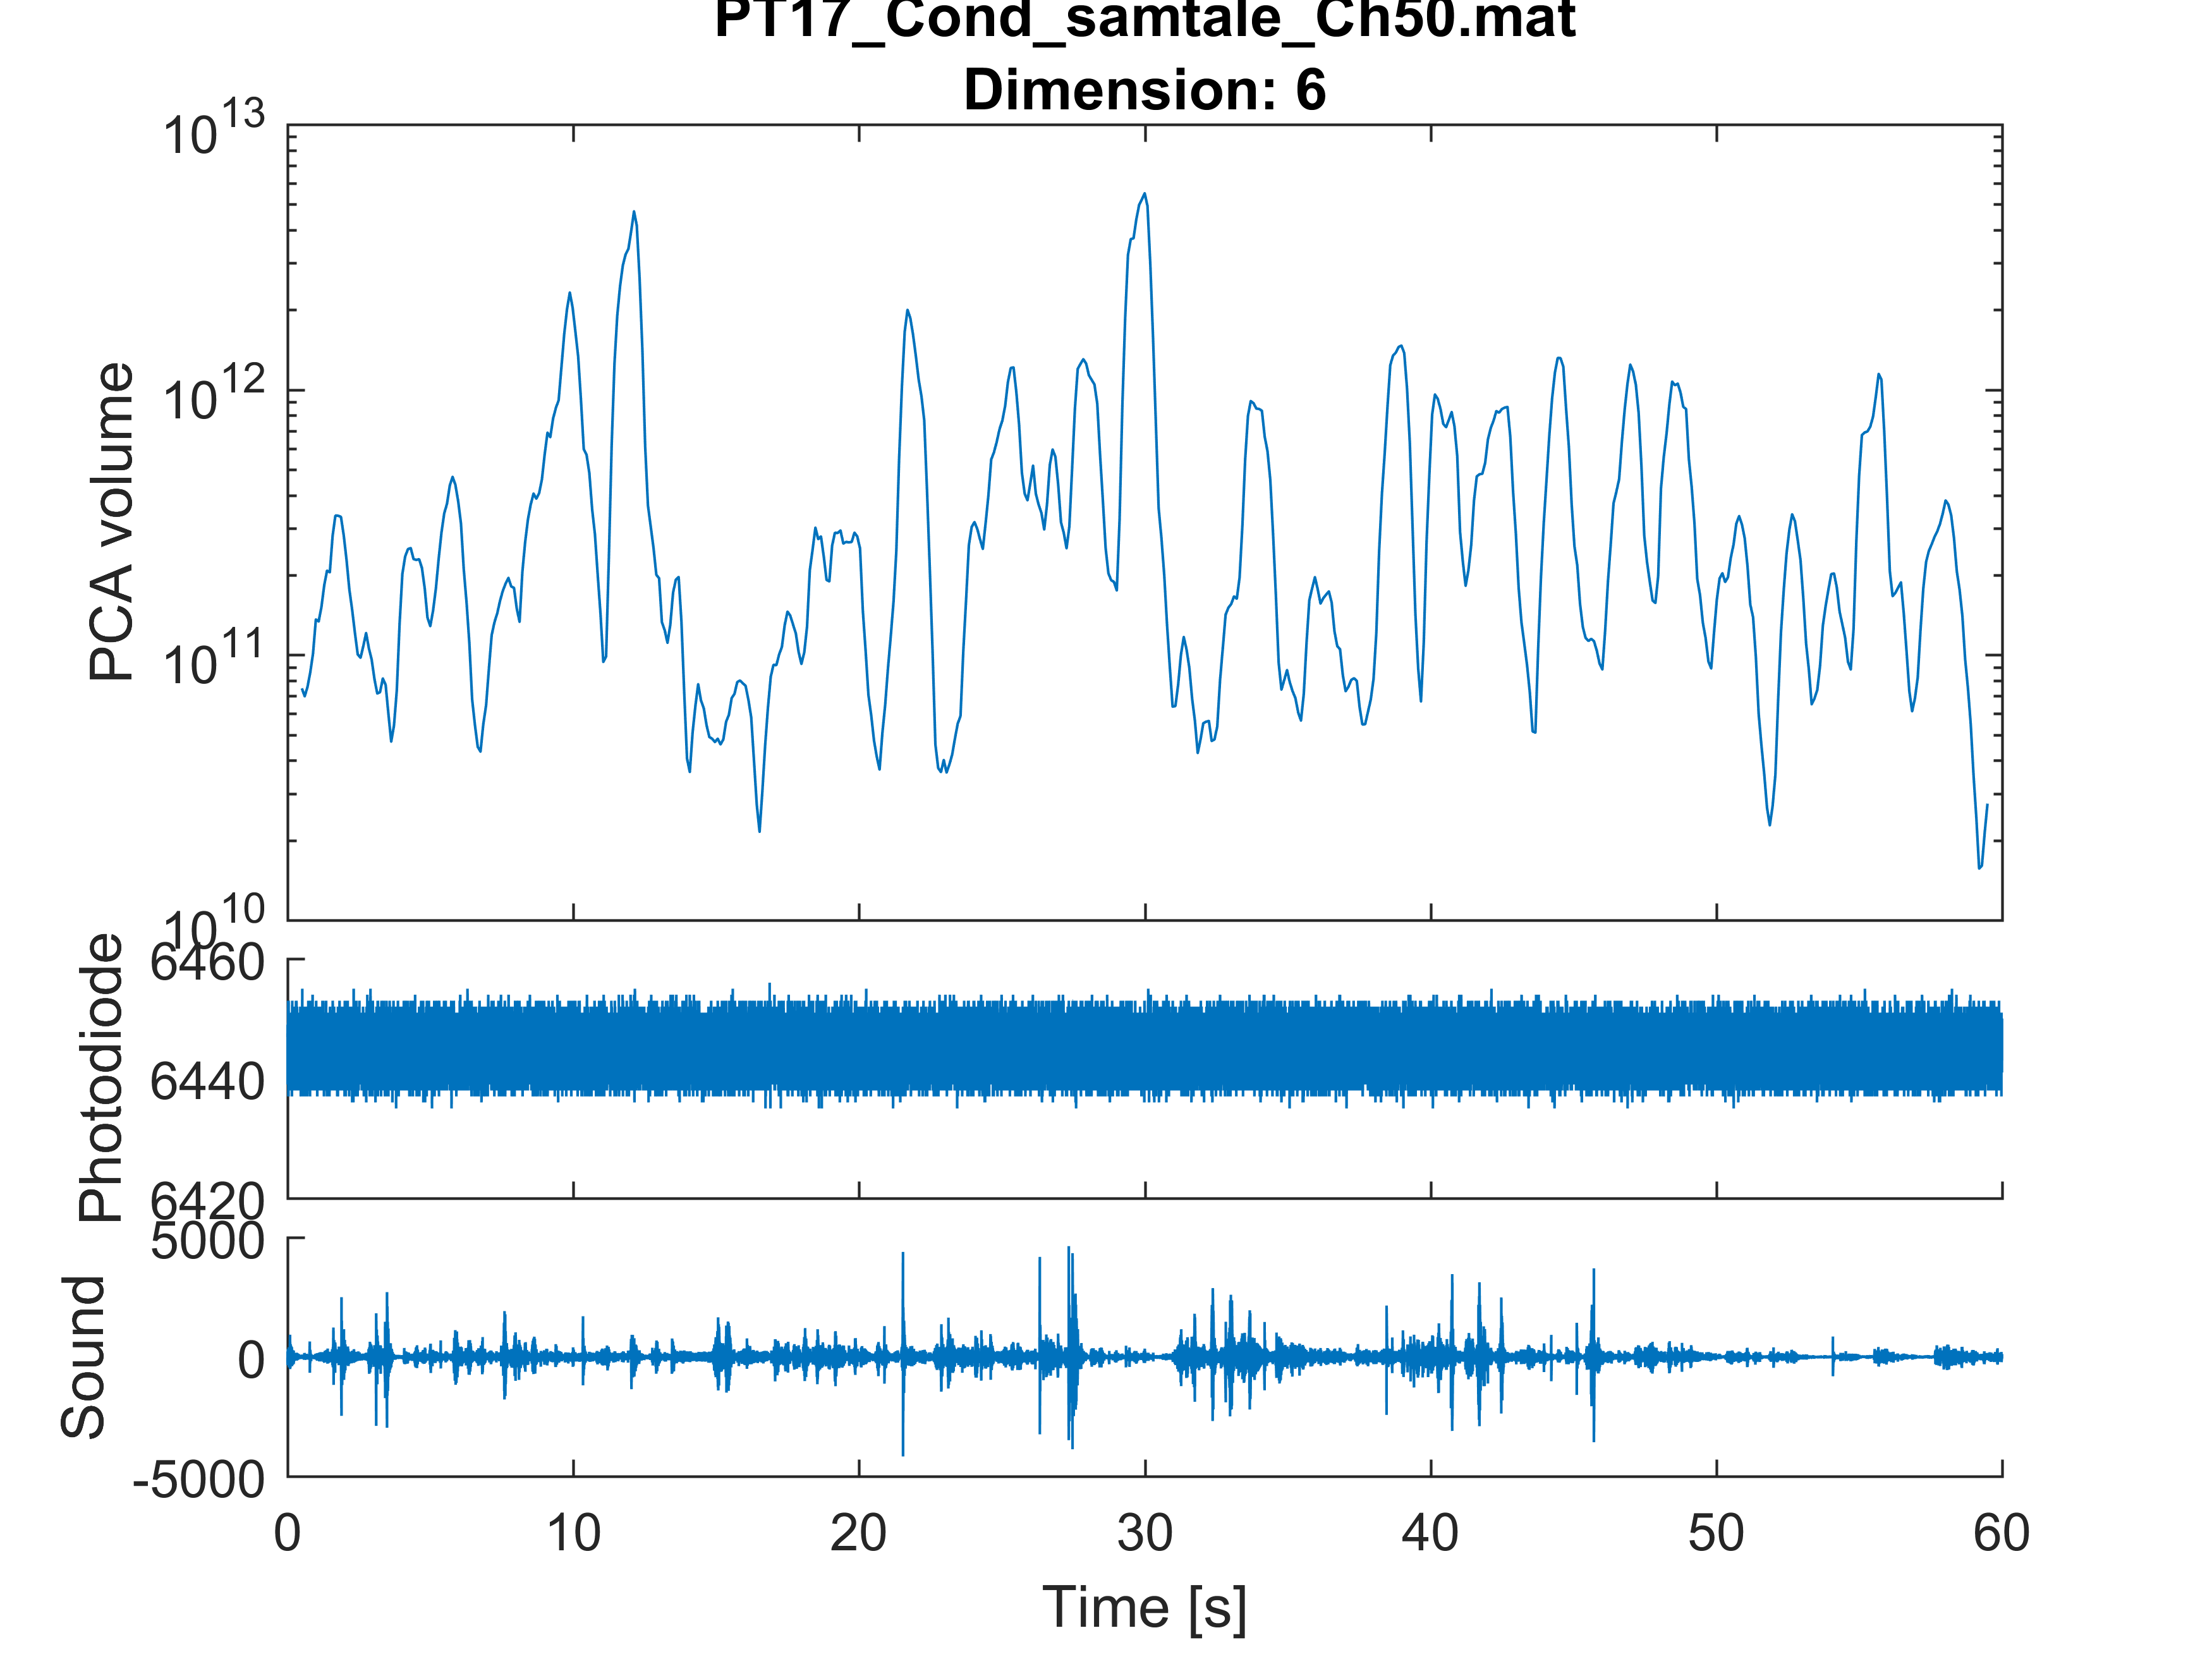 PT17_Cond_samtale_Ch50.mat
Dimension: 6
10^13
10^12
10^11
10^10
PCA volume
6460
6440
6420
Photodiode
5000
0
-5000
Sound
0 10 20 30 40 50 60
Time [s]